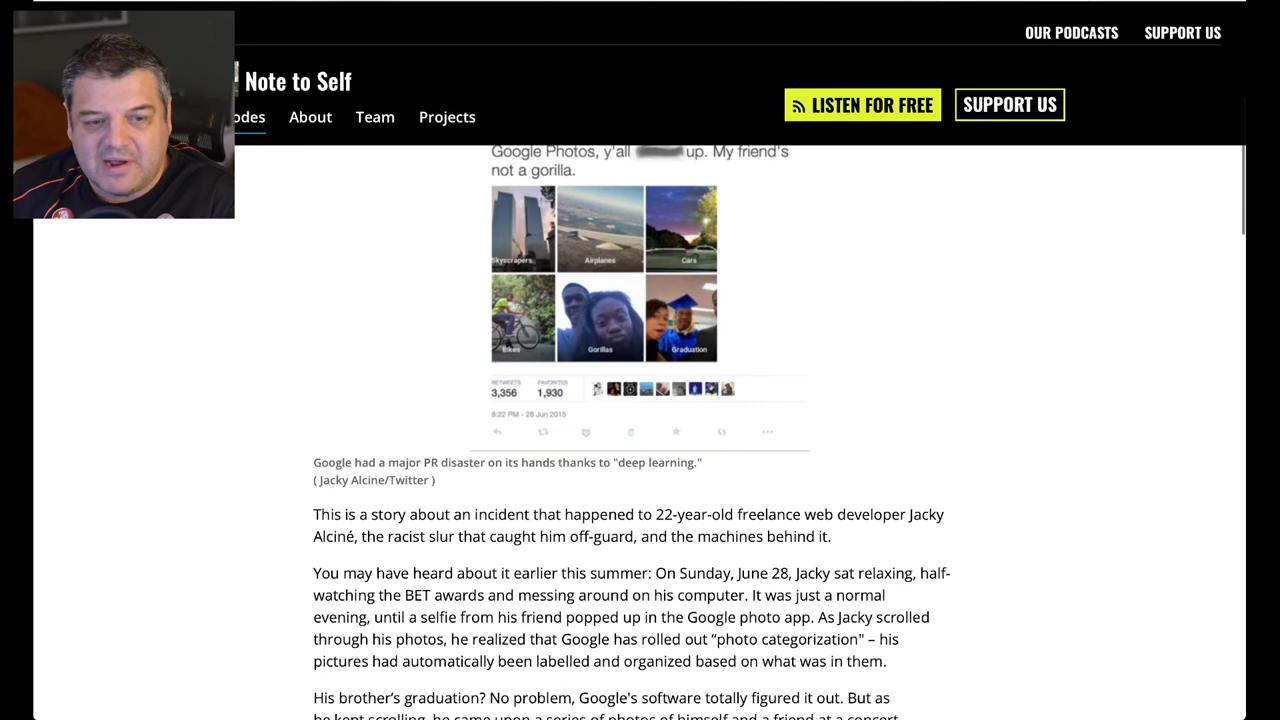 OUR PODCASTS
SUPPORT US
Note to Self
odes
About
Team
Projects
LISTEN FOR FREE
SUPPORT US
Google Photos, y'all up. My friend's
not a gorilla.
Skyscrapers
Airplanes
Cars
Bikes
Gorillas
Graduation
RETWEETS
FAVORITES
3,356
1,930
8:22 PM - 28 Jun 2015
Google had a major PR disaster on its hands thanks to "deep learning."
( Jacky Alcine/Twitter )
This is a story about an incident that happened to 22-year-old freelance web developer Jacky
Alciné, the racist slur that caught him off-guard, and the machines behind it.
You may have heard about it earlier this summer: On Sunday, June 28, Jacky sat relaxing, half-
watching the BET awards and messing around on his computer. It was just a normal
evening, until a selfie from his friend popped up in the Google photo app. As Jacky scrolled
through his photos, he realized that Google has rolled out “photo categorization" – his
pictures had automatically been labelled and organized based on what was in them.
His brother’s graduation? No problem, Google's software totally figured it out. But as
he kept scrolling, he came upon a series of photos of himself and a friend at a concert